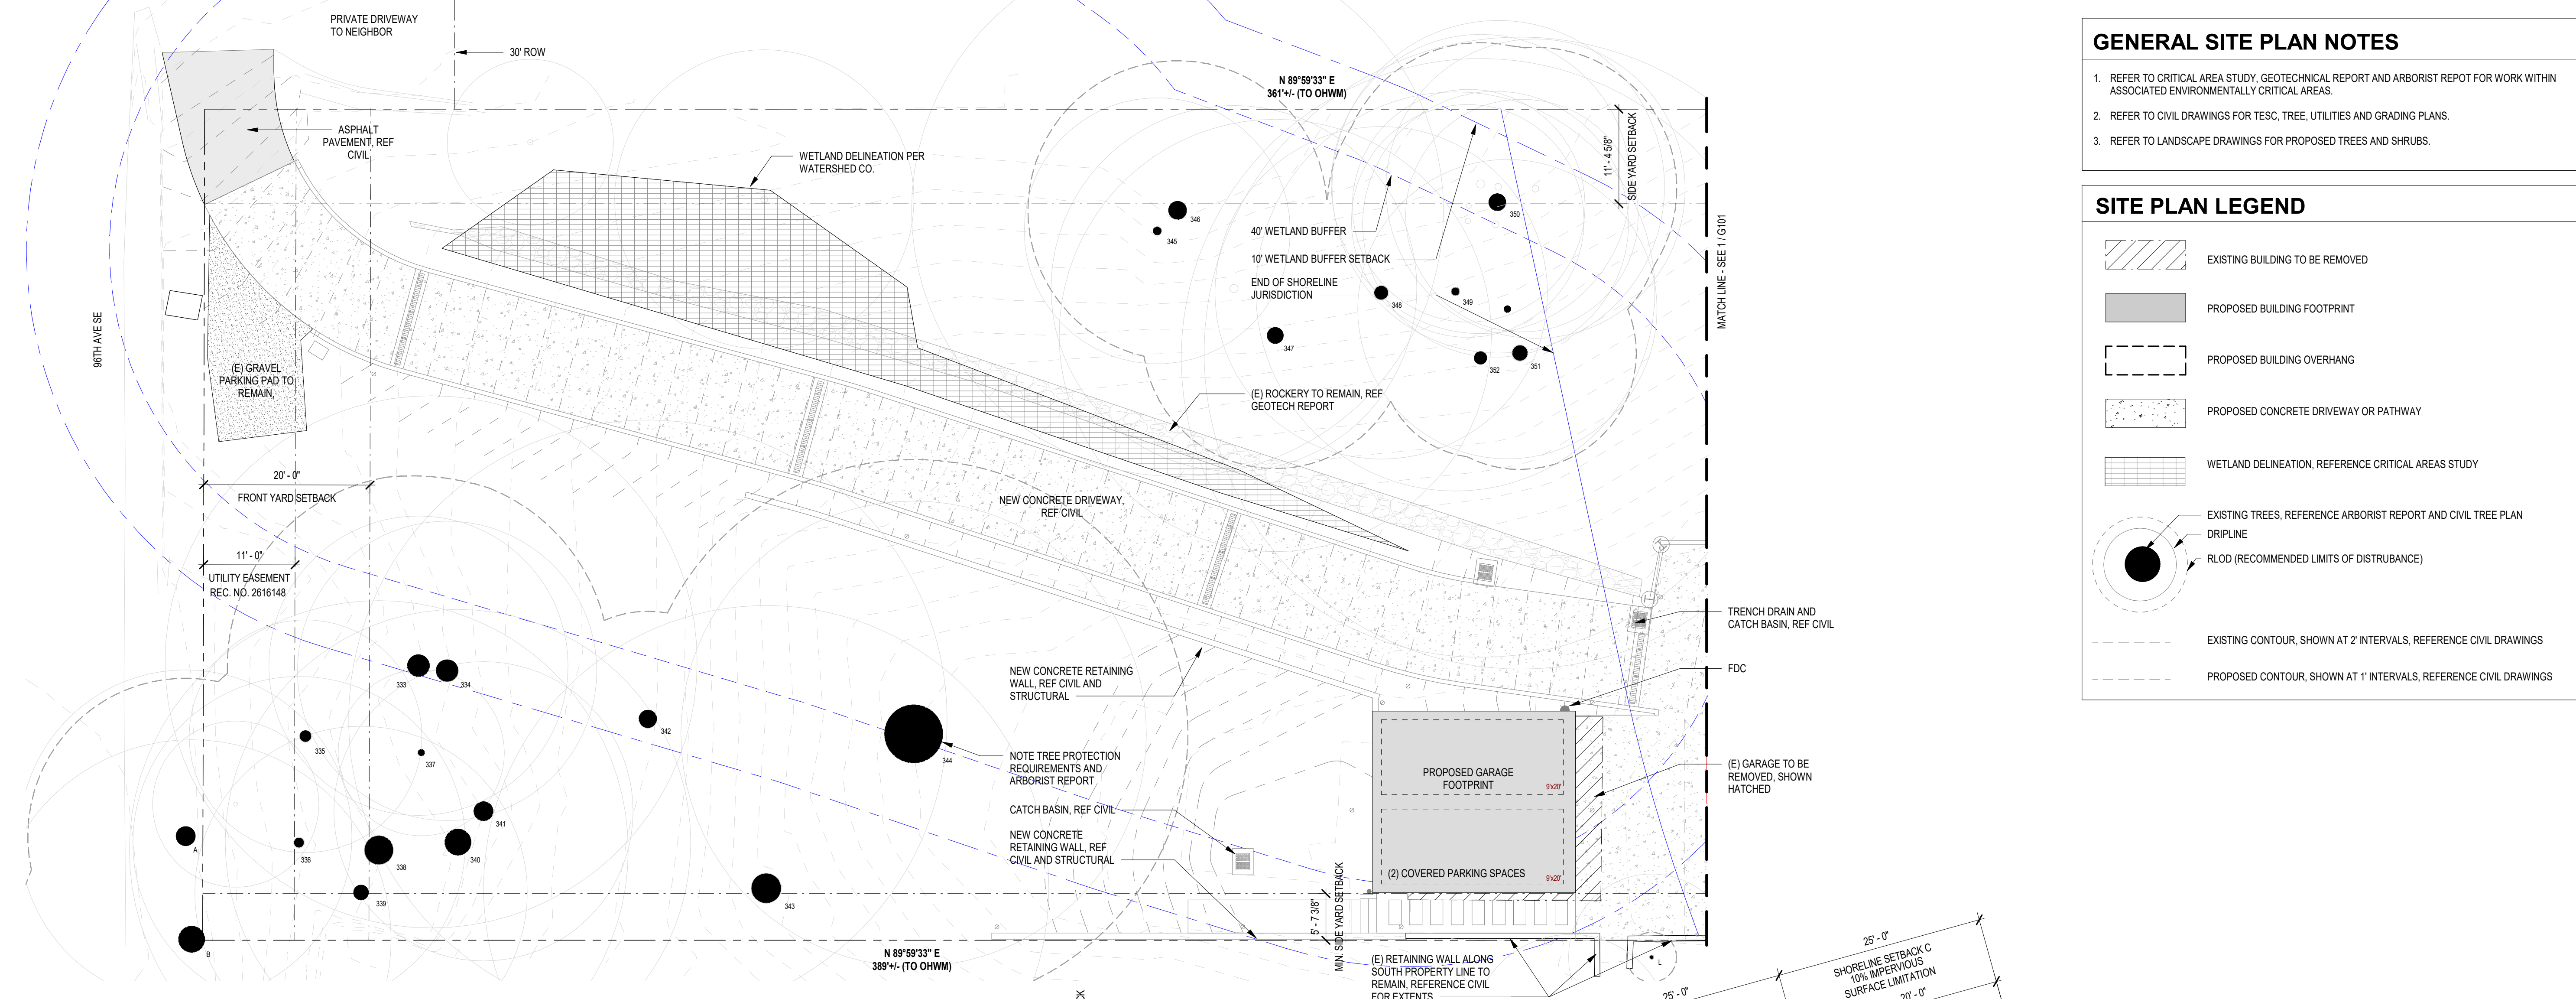 PRIVATE DRIVEWAY
TO NEIGHBOR
30' ROW
ASPHALT
PAVEMENT, REF
CIVIL
WETLAND DELINEATION PER
WATERSHED CO.
N 89°59'33" E
361'+/- (TO OHWM)
11' - 4 5/8"
SIDE YARD SETBACK
MATCH LINE - SEE 1 / G101
346
345
350
40' WETLAND BUFFER
10' WETLAND BUFFER SETBACK
END OF SHORELINE
JURISDICTION
348
349
347
352
351
96TH AVE SE
(E) GRAVEL
PARKING PAD TO
REMAIN,
(E) ROCKERY TO REMAIN, REF
GEOTECH REPORT
20' - 0"
FRONT YARD SETBACK
11' - 0"
UTILITY EASEMENT
REC. NO. 2616148
NEW CONCRETE DRIVEWAY,
REF CIVIL
TRENCH DRAIN AND
CATCH BASIN, REF CIVIL
FDC
NEW CONCRETE RETAINING
WALL, REF CIVIL AND
STRUCTURAL
333
334
342
335
337
344
NOTE TREE PROTECTION
REQUIREMENTS AND
ARBORIST REPORT
PROPOSED GARAGE
FOOTPRINT
9'x20'
(E) GARAGE TO BE
REMOVED, SHOWN
HATCHED
CATCH BASIN, REF CIVIL
NEW CONCRETE
RETAINING WALL, REF
CIVIL AND STRUCTURAL
341
A
336
338
340
339
343
B
(2) COVERED PARKING SPACES
9'x20'
5' - 7 3/8"
MIN. SIDE YARD SETBACK
N 89°59'33" E
389'+/- (TO OHWM)
(E) RETAINING WALL ALONG
SOUTH PROPERTY LINE TO
REMAIN, REFERENCE CIVIL
FOR EXTENTS
L
25' - 0"
SHORELINE SETBACK C
10% IMPERVIOUS
SURFACE LIMITATION
25' - 0"
20' - 0"
GENERAL SITE PLAN NOTES
1. REFER TO CRITICAL AREA STUDY, GEOTECHNICAL REPORT AND ARBORIST REPOT FOR WORK WITHIN
ASSOCIATED ENVIRONMENTALLY CRITICAL AREAS.
2. REFER TO CIVIL DRAWINGS FOR TESC, TREE, UTILITIES AND GRADING PLANS.
3. REFER TO LANDSCAPE DRAWINGS FOR PROPOSED TREES AND SHRUBS.
SITE PLAN LEGEND
EXISTING BUILDING TO BE REMOVED
PROPOSED BUILDING FOOTPRINT
PROPOSED BUILDING OVERHANG
PROPOSED CONCRETE DRIVEWAY OR PATHWAY
WETLAND DELINEATION, REFERENCE CRITICAL AREAS STUDY
EXISTING TREES, REFERENCE ARBORIST REPORT AND CIVIL TREE PLAN
DRIPLINE
RLOD (RECOMMENDED LIMITS OF DISTRUBANCE)
EXISTING CONTOUR, SHOWN AT 2' INTERVALS, REFERENCE CIVIL DRAWINGS
PROPOSED CONTOUR, SHOWN AT 1' INTERVALS, REFERENCE CIVIL DRAWINGS